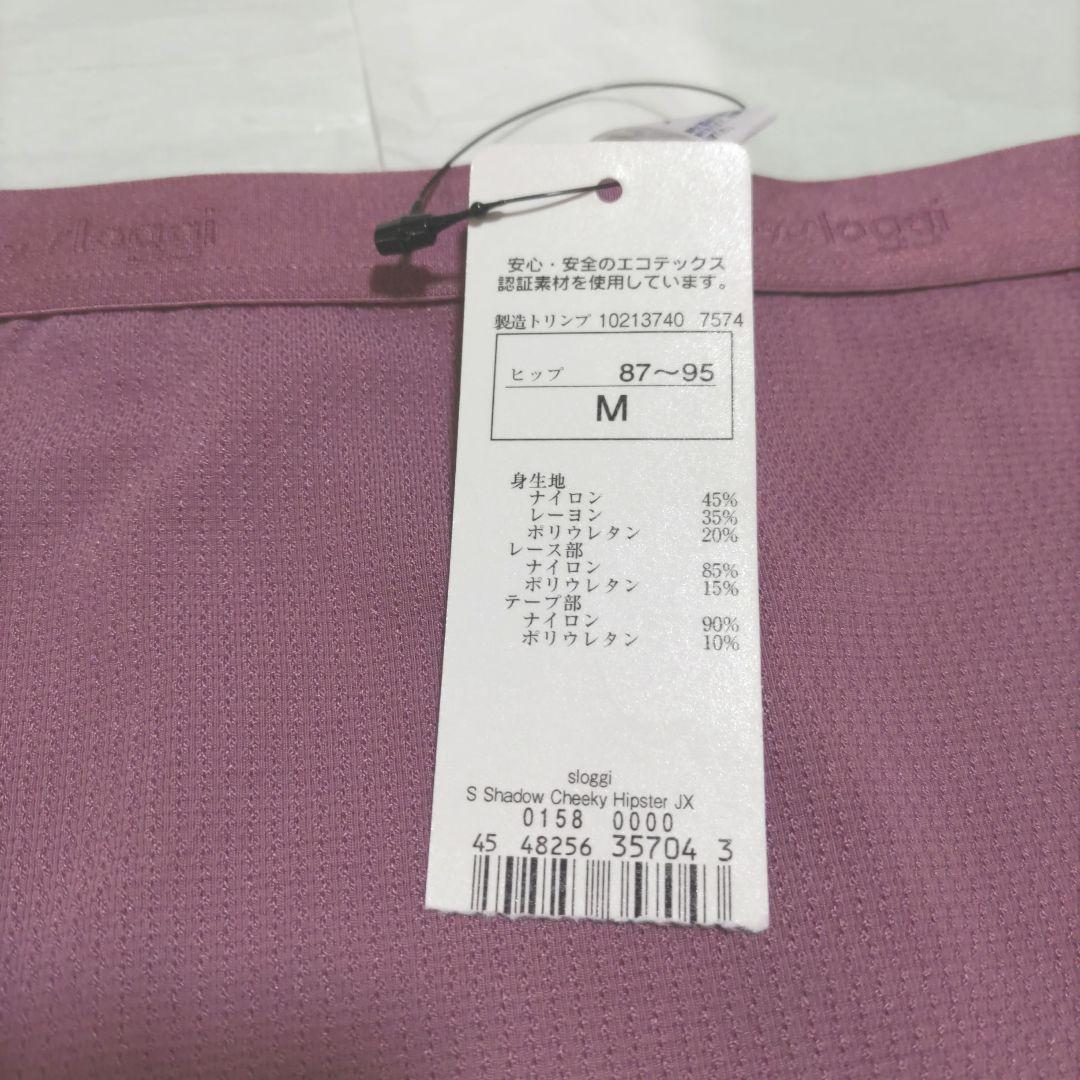 sloggi
sloggi
安心・安全のエコテックス
認証素材を使用しています。
製造トリンプ 10213740 7574
ヒップ 87〜95
M
身生地
ナイロン 45%
レーヨン 35%
ポリウレタン 20%
レース部
ナイロン 85%
ポリウレタン 15%
テープ部
ナイロン 90%
ポリウレタン 10%
sloggi
S Shadow Cheeky Hipster JX
0158 0000
45 48256 35704 3